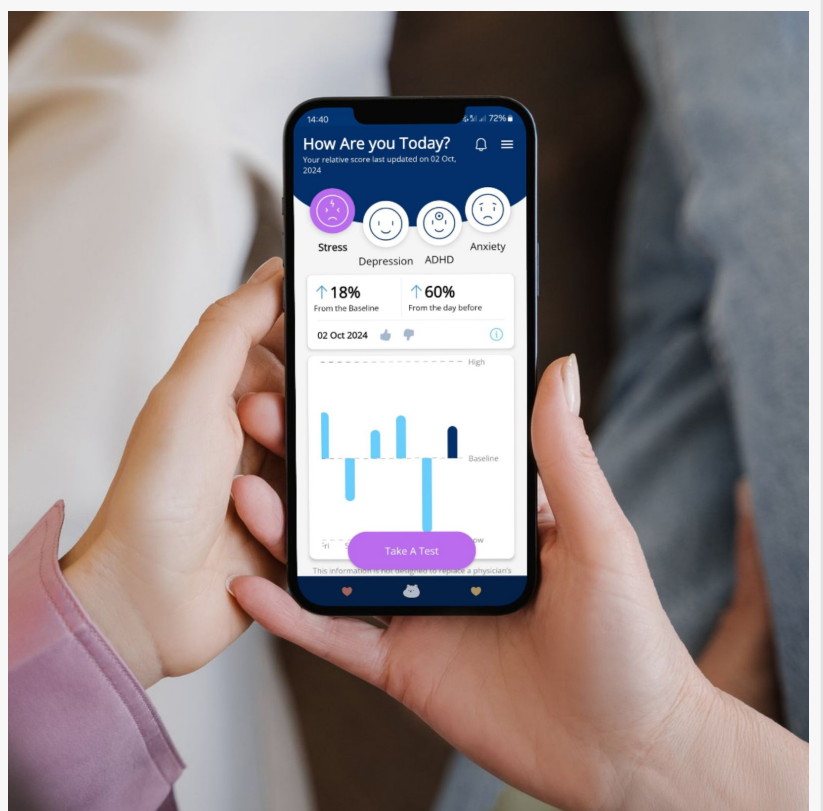 14:40
72%
How Are you Today?
Your relative score last updated on 02 Oct,
2024
Stress
Depression
ADHD
Anxiety
↑18%
From the Baseline
↑60%
From the day before
02 Oct 2024
High
Baseline
Fri
Take A Test
This information is not designed to replace a physician's